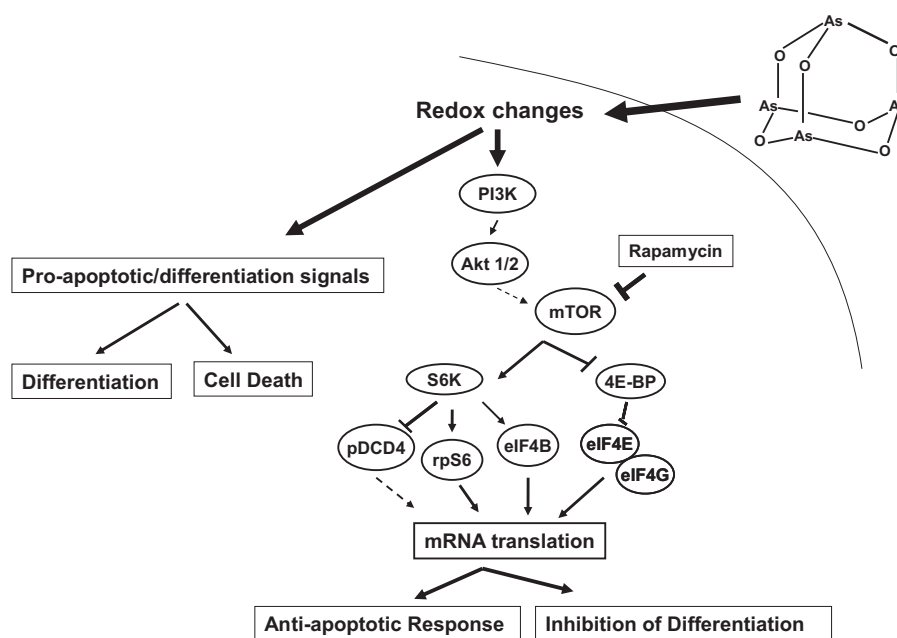 As
O
O
O
Redox changes
As
As
O
A
O
O
PI3K
Akt 1/2
Rapamycin
Pro-apoptotic/differentiation signals
mTOR
Differentiation
Cell Death
S6K
4E-BP
pDCD4
rpS6
eIF4B
eIF4E
eIF4G
mRNA translation
Anti-apoptotic Response
Inhibition of Differentiation